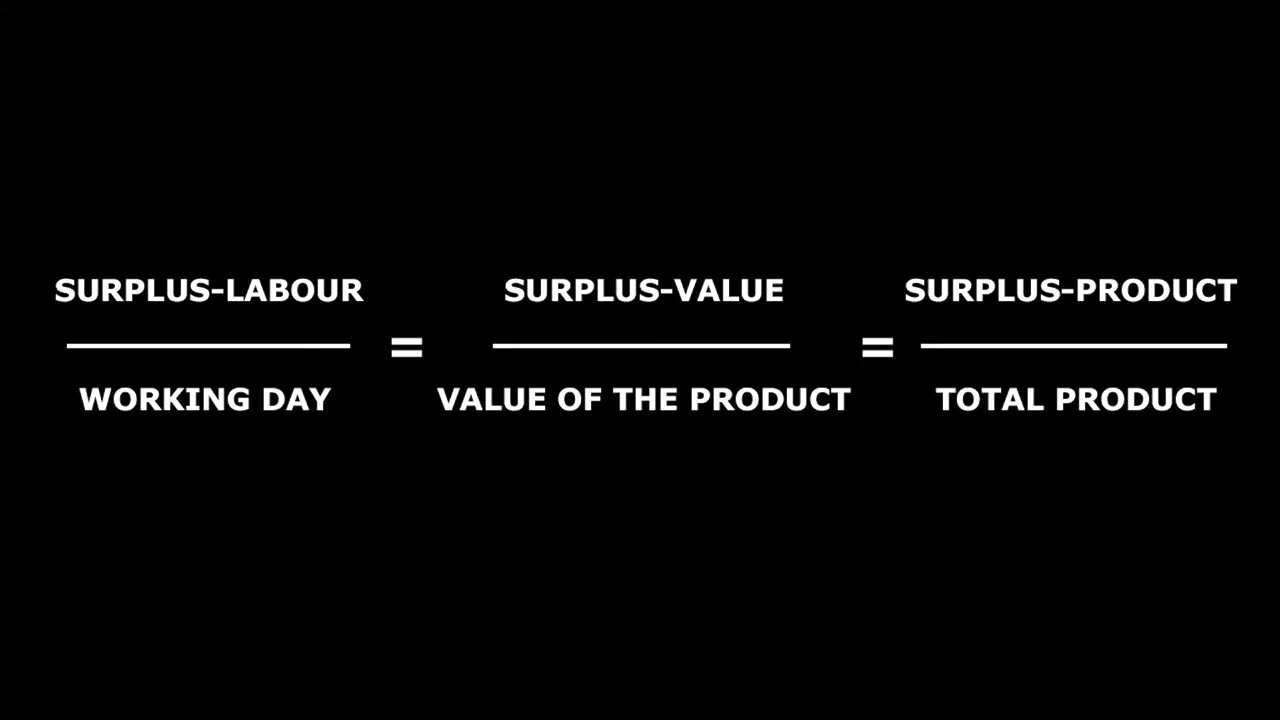 SURPLUS-LABOUR SURPLUS-VALUE SURPLUS-PRODUCT
= =
WORKING DAY VALUE OF THE PRODUCT TOTAL PRODUCT